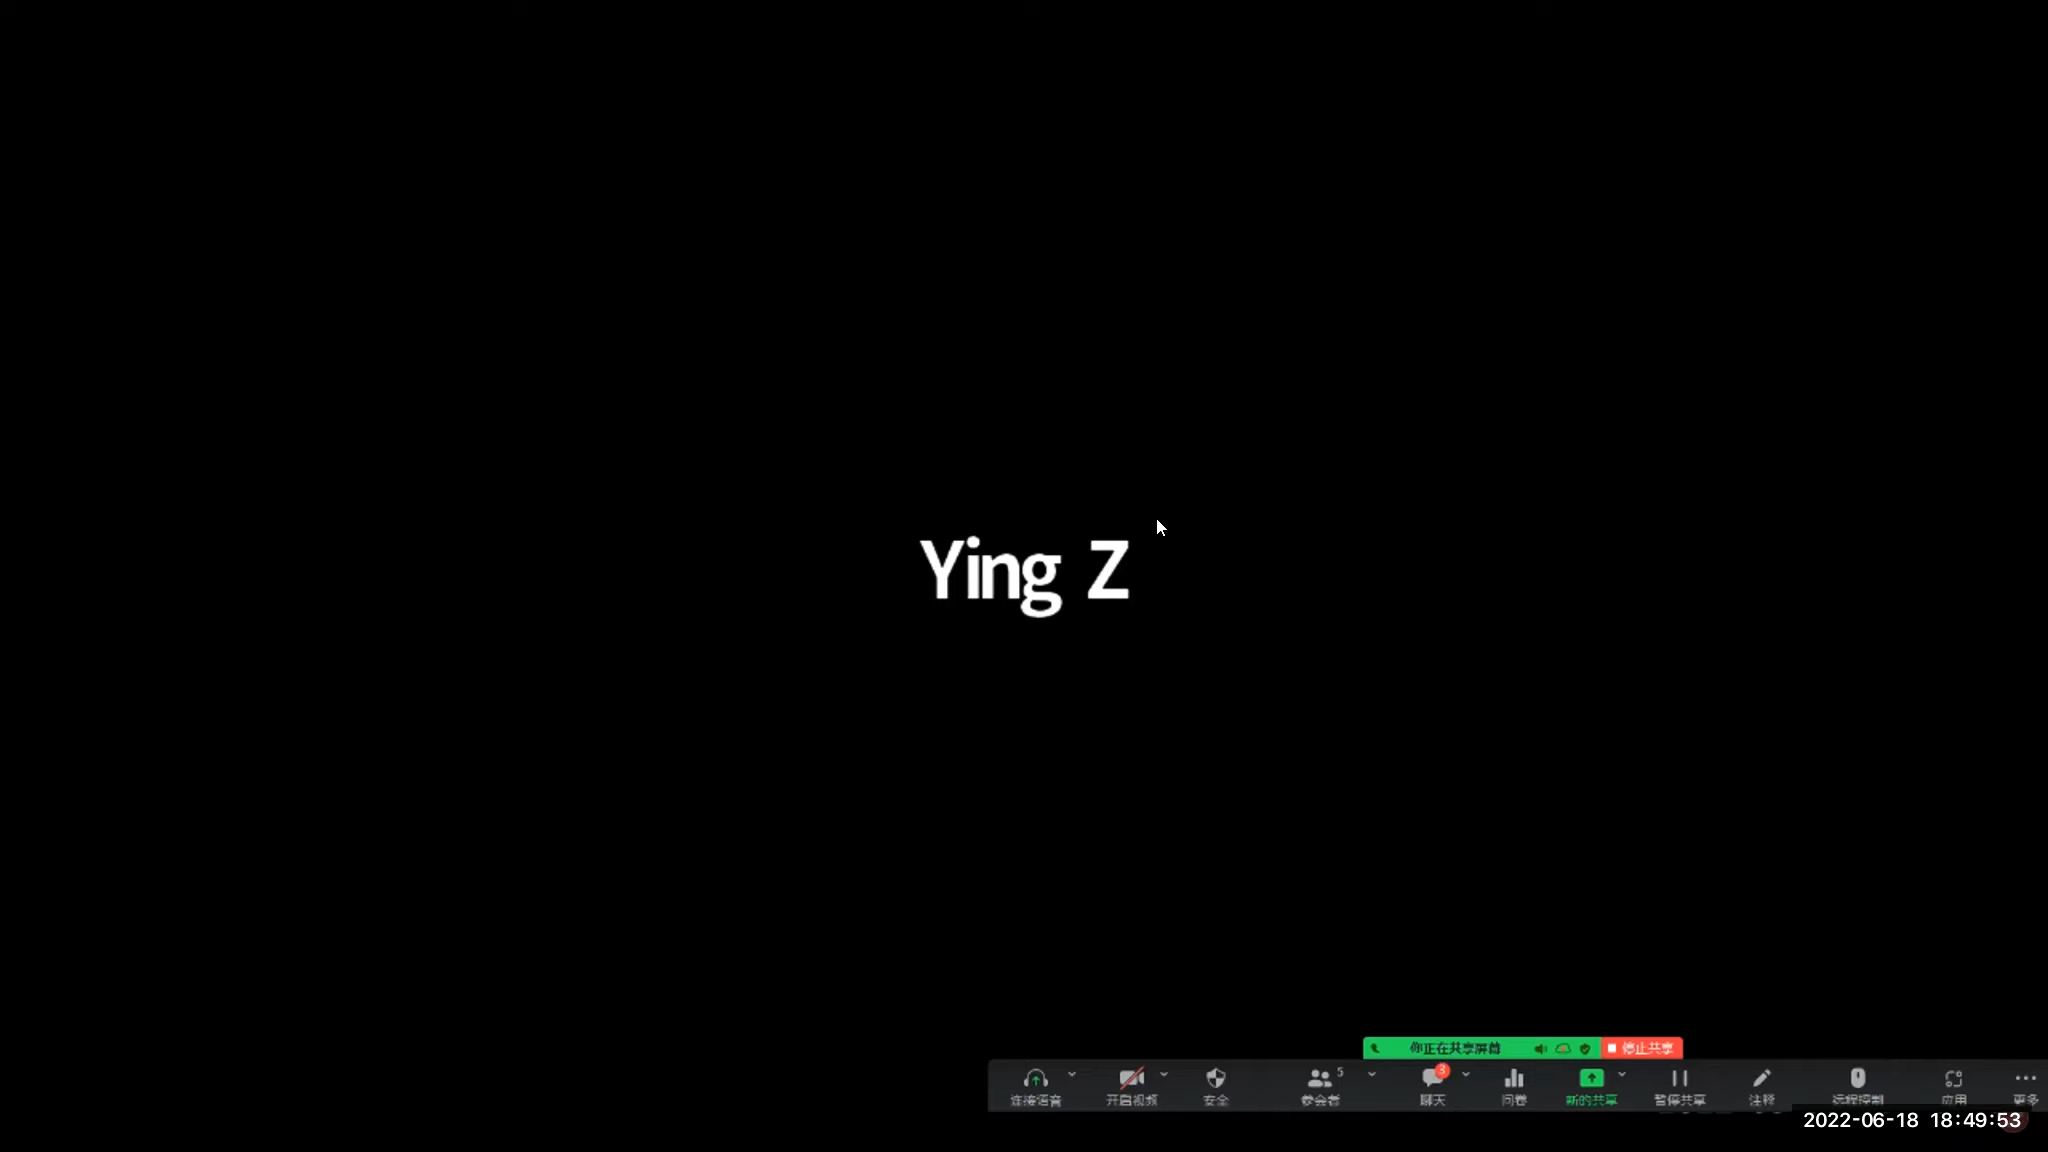 Ying Z
你正在共享屏幕 停止共享
连接语音 开启视频 安全 参会者 5 聊天 3 问卷 新的共享 暂停共享 注释 远程控制 应用 更多
2022-06-18 18:49:53